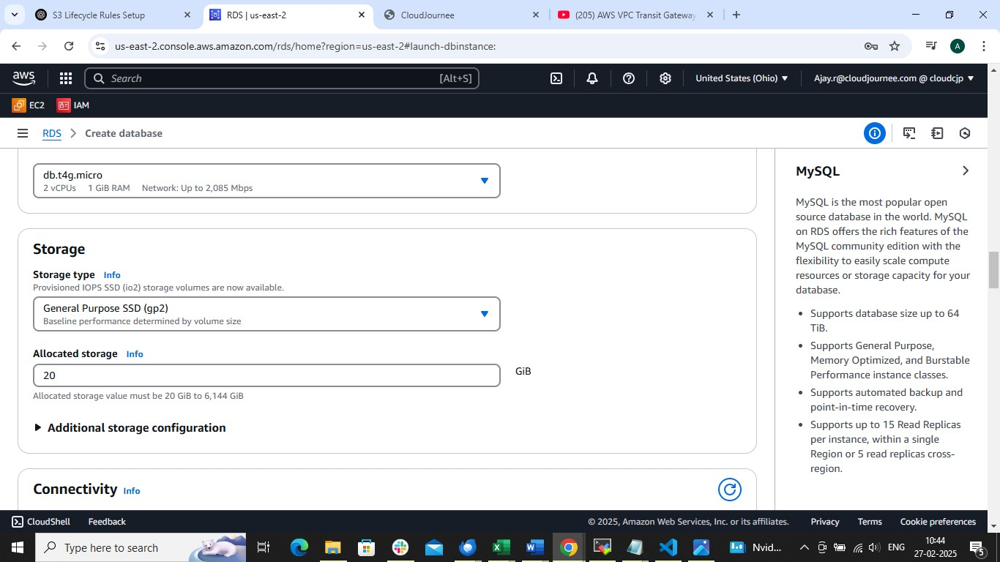 S3 Lifecycle Rules Setup
RDS | us-east-2
CloudJournee
(205) AWS VPC Transit Gateway
us-east-2.console.aws.amazon.com/rds/home?region=us-east-2#launch-dbinstance:
A
aws
Search
[Alt+S]
United States (Ohio)
Ajay.r@cloudjournee.com @ cloudcjp
EC2
IAM
RDS > Create database
db.t4g.micro
2 vCPUs 1 GiB RAM Network: Up to 2,085 Mbps
Storage
Storage type Info
Provisioned IOPS SSD (io2) storage volumes are now available.
General Purpose SSD (gp2)
Baseline performance determined by volume size
Allocated storage Info
20
GiB
Allocated storage value must be 20 GiB to 6,144 GiB
Additional storage configuration
Connectivity Info
MySQL
MySQL is the most popular open
source database in the world. MySQL
on RDS offers the rich features of the
MySQL community edition with the
flexibility to easily scale compute
resources or storage capacity for your
database.
• Supports database size up to 64
TiB.
• Supports General Purpose,
Memory Optimized, and Burstable
Performance instance classes.
• Supports automated backup and
point-in-time recovery.
• Supports up to 15 Read Replicas
per instance, within a single
Region or 5 read replicas cross-
region.
CloudShell
Feedback
© 2025, Amazon Web Services, Inc. or its affiliates.
Privacy
Terms
Cookie preferences
Type here to search
Nvid...
ENG
10:44
27-02-2025
5